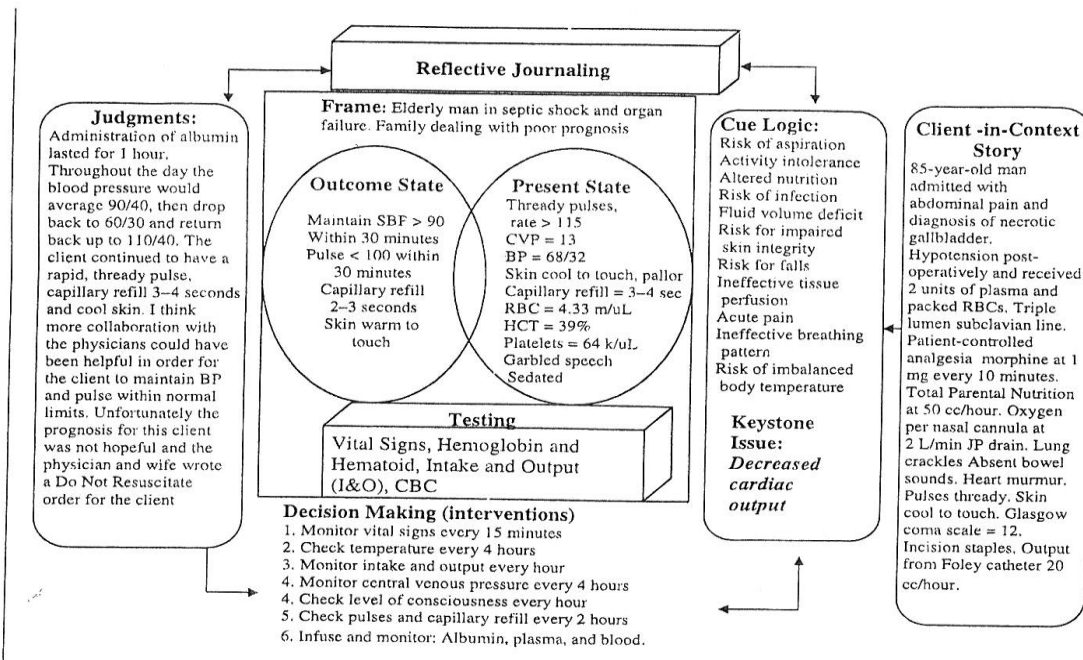 Reflective Journaling
Judgments:
Administration of albumin
lasted for 1 hour.
Throughout the day the
blood pressure would
average 90/40, then drop
back to 60/30 and return
back up to 110/40. The
client continued to have a
rapid, thready pulse,
capillary refill 3–4 seconds
and cool skin. I think
more collaboration with
the physicians could have
been helpful in order for
the client to maintain BP
and pulse within normal
limits. Unfortunately the
prognosis for this client
was not hopeful and the
physician and wife wrote
a Do Not Resuscitate
order for the client
Frame: Elderly man in septic shock and organ
failure. Family dealing with poor prognosis
Outcome State
Maintain SBF > 90
Within 30 minutes
Pulse < 100 within
30 minutes
Capillary refill
2–3 seconds
Skin warm to
touch
Present State
Thready pulses,
rate > 115
CVP = 13
BP = 68/32
Skin cool to touch, pallor
Capillary refill = 3–4 sec
RBC = 4.33 m/uL
HCT = 39%
Platelets = 64 k/uL
Garbled speech
Sedated
Testing
Vital Signs, Hemoglobin and
Hematoid, Intake and Output
(I&O), CBC
Decision Making (interventions)
1. Monitor vital signs every 15 minutes
2. Check temperature every 4 hours
3. Monitor intake and output every hour
4. Monitor central venous pressure every 4 hours
4. Check level of consciousness every hour
5. Check pulses and capillary refill every 2 hours
6. Infuse and monitor: Albumin, plasma, and blood.
Cue Logic:
Risk of aspiration
Activity intolerance
Altered nutrition
Risk of infection
Fluid volume deficit
Risk for impaired
skin integrity
Risk for falls
Ineffective tissue
perfusion
Acute pain
Ineffective breathing
pattern
Risk of imbalanced
body temperature
Keystone
Issue:
Decreased
cardiac
output
Client -in-Context
Story
85-year-old man
admitted with
abdominal pain and
diagnosis of necrotic
gallbladder.
Hypotension post-
operatively and received
2 units of plasma and
packed RBCs. Triple
lumen subclavian line.
Patient-controlled
analgesia morphine at 1
mg every 10 minutes.
Total Parental Nutrition
at 50 cc/hour. Oxygen
per nasal cannula at
2 L/min JP drain. Lung
crackles Absent bowel
sounds. Heart murmur.
Pulses thready. Skin
cool to touch. Glasgow
coma scale = 12.
Incision staples. Output
from Foley catheter 20
cc/hour.